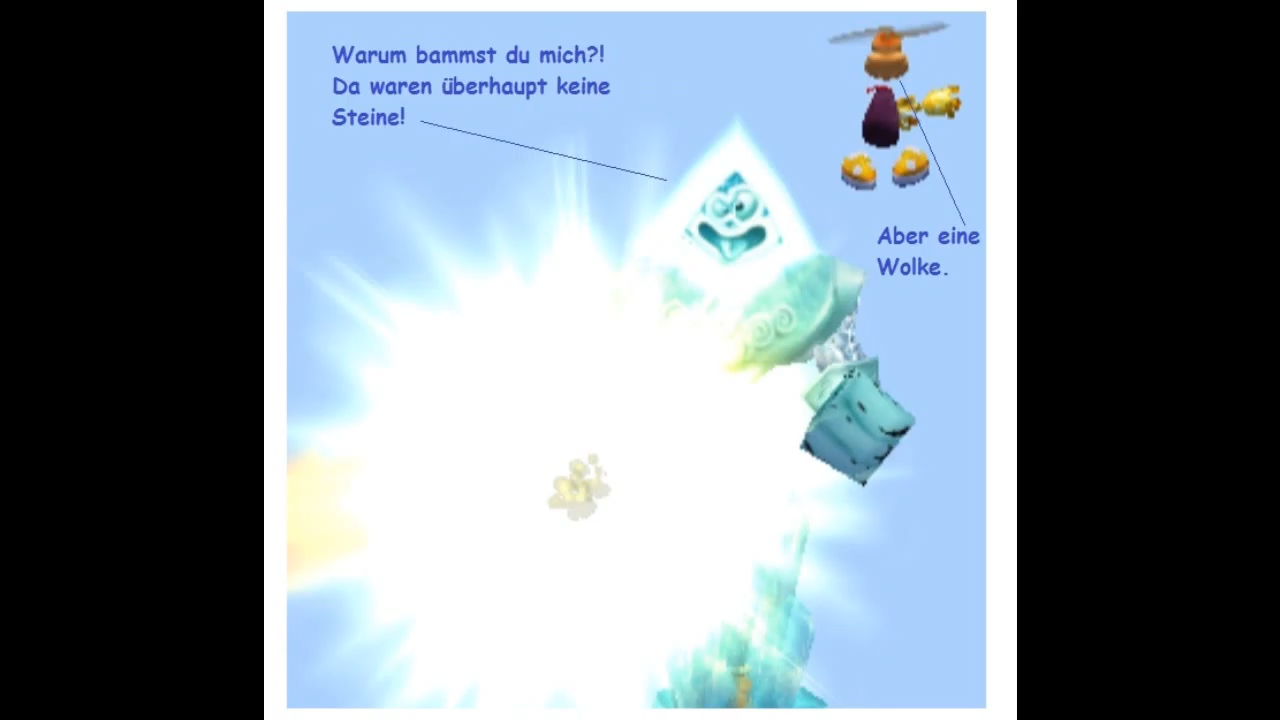 Warum bammst du mich?!
Da waren überhaupt keine
Steine!
Aber eine
Wolke.